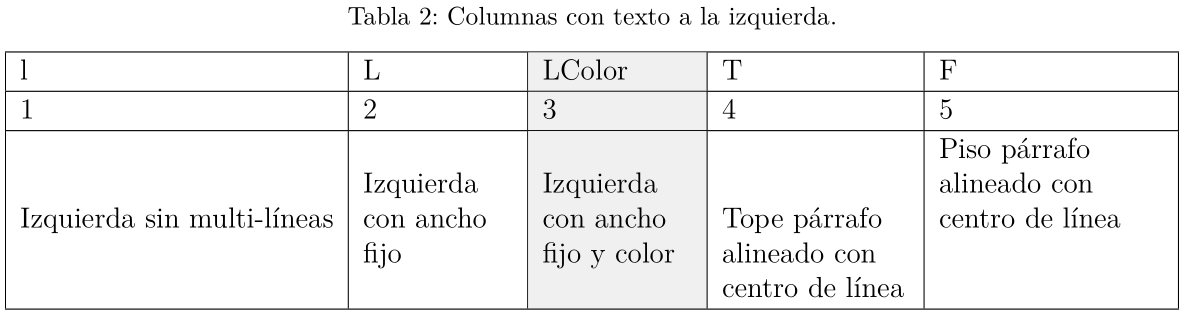 Tabla 2: Columnas con texto a la izquierda.
l
L
LColor
T
F
1
2
3
4
5
Izquierda sin multi-líneas
Izquierda
con ancho
fijo
Izquierda
con ancho
fijo y color
Tope párrafo
alineado con
centro de línea
Piso párrafo
alineado con
centro de línea